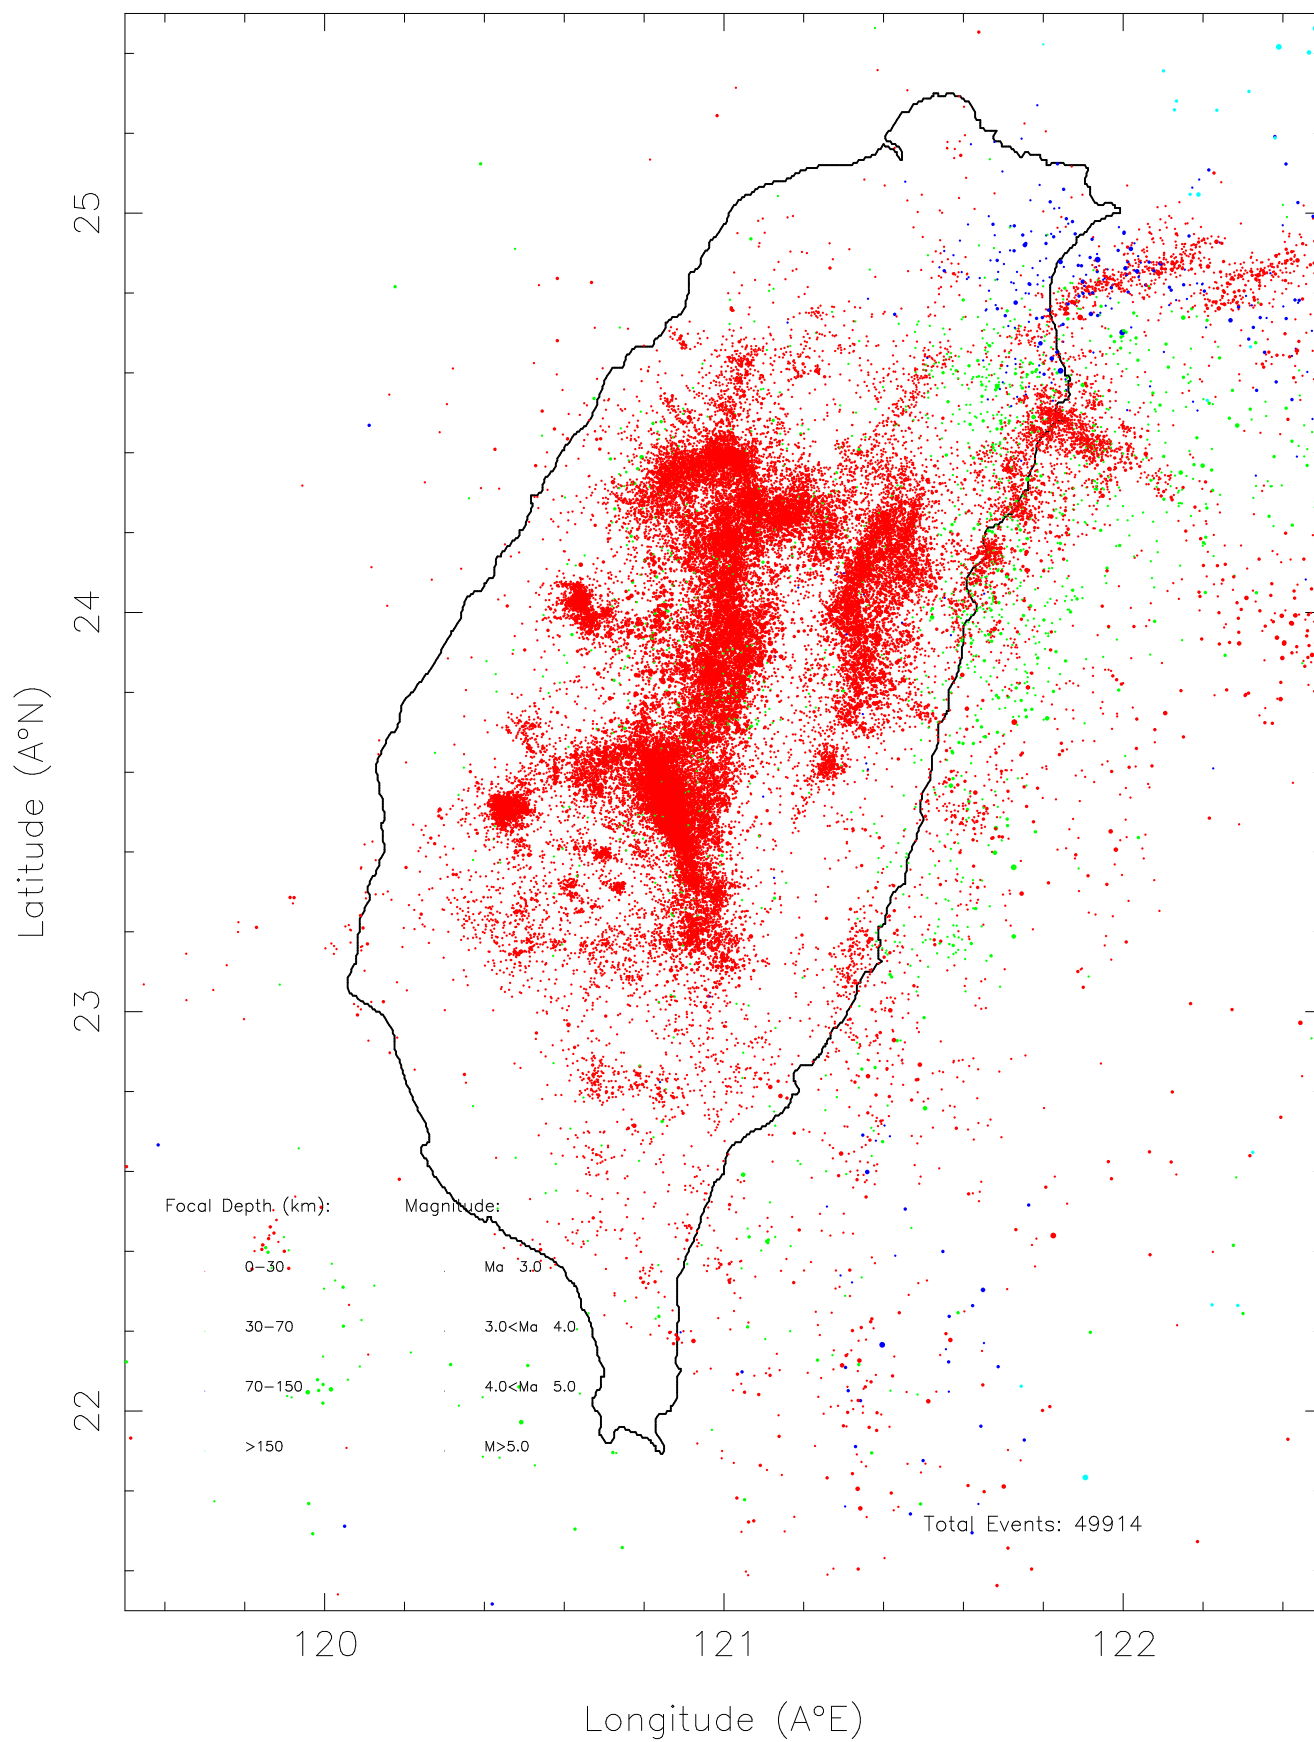 25
24
23
22
Latitude (A°N)
Focal Depth (km): Magnitude:
0-30 Ma 3.0
30-70 3.0<Ma 4.0
70-150 4.0<Ma 5.0
>150 M>5.0
Total Events: 49914
120 121 122
Longitude (A°E)